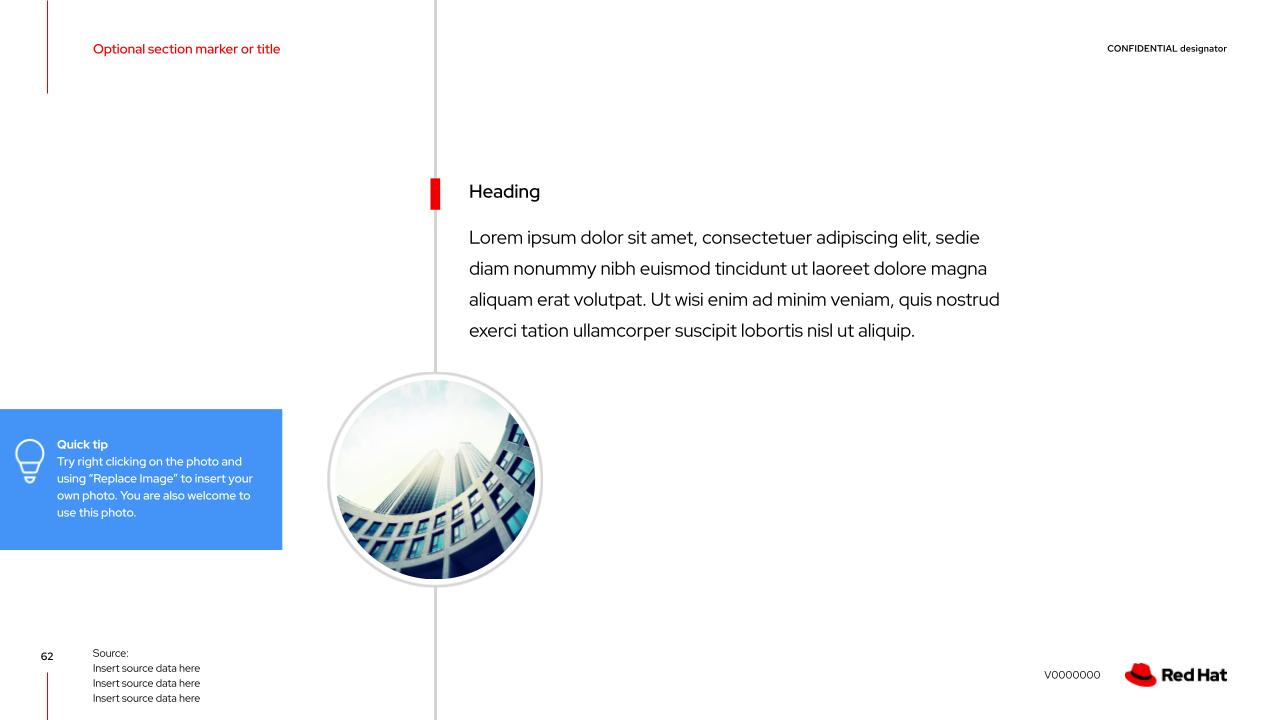 Optional section marker or title
CONFIDENTIAL designator
Heading
Lorem ipsum dolor sit amet, consectetuer adipiscing elit, sedie
diam nonummy nibh euismod tincidunt ut laoreet dolore magna
aliquam erat volutpat. Ut wisi enim ad minim veniam, quis nostrud
exerci tation ullamcorper suscipit lobortis nisl ut aliquip.
Quick tip
Try right clicking on the photo and
using “Replace Image” to insert your
own photo. You are also welcome to
use this photo.
62
Source:
Insert source data here
Insert source data here
Insert source data here
V0000000
Red Hat